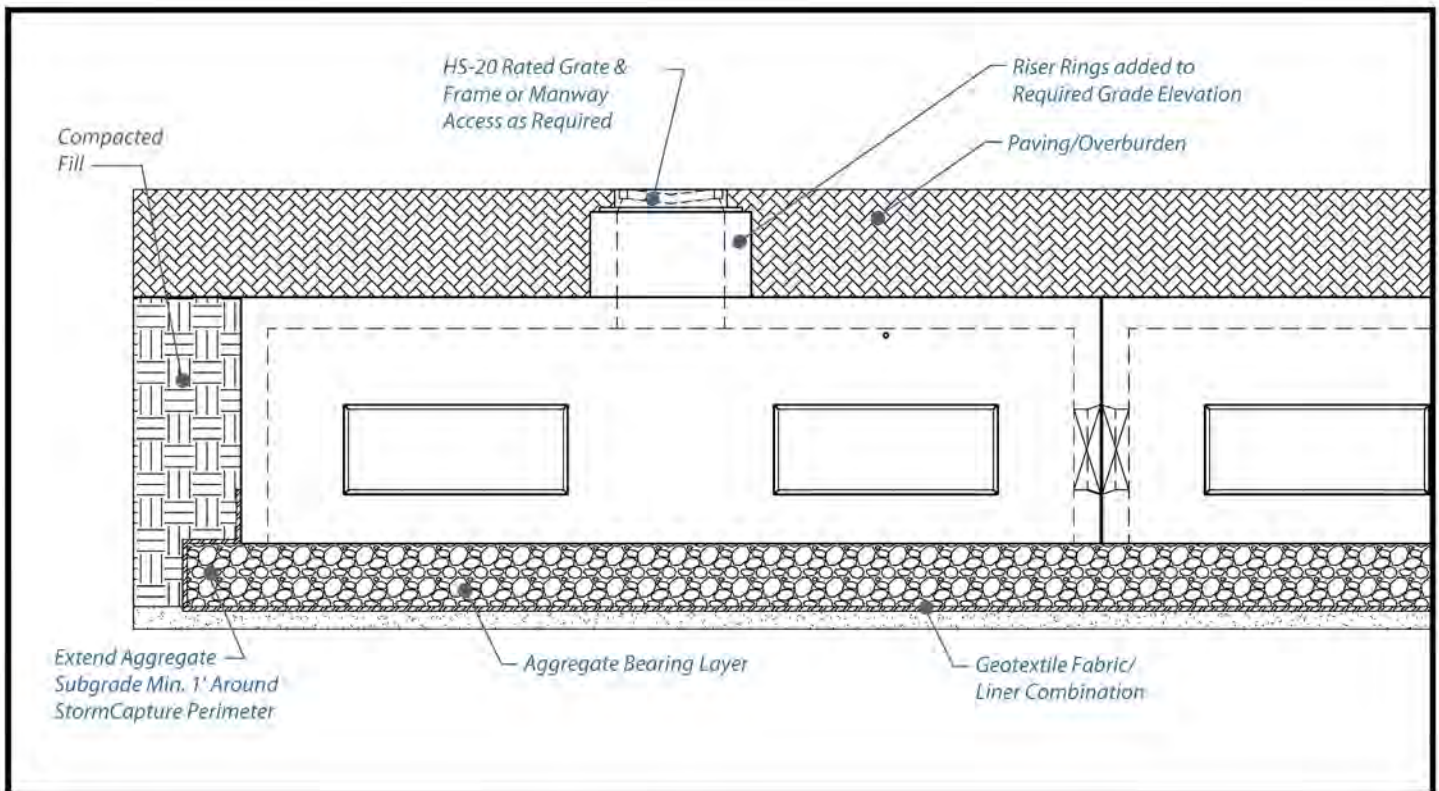 HS-20 Rated Grate &
Frame or Manway
Access as Required
Riser Rings added to
Required Grade Elevation
Compacted
Fill
Paving/Overburden
Extend Aggregate
Subgrade Min. 1' Around
StormCapture Perimeter
Aggregate Bearing Layer
Geotextile Fabric/
Liner Combination